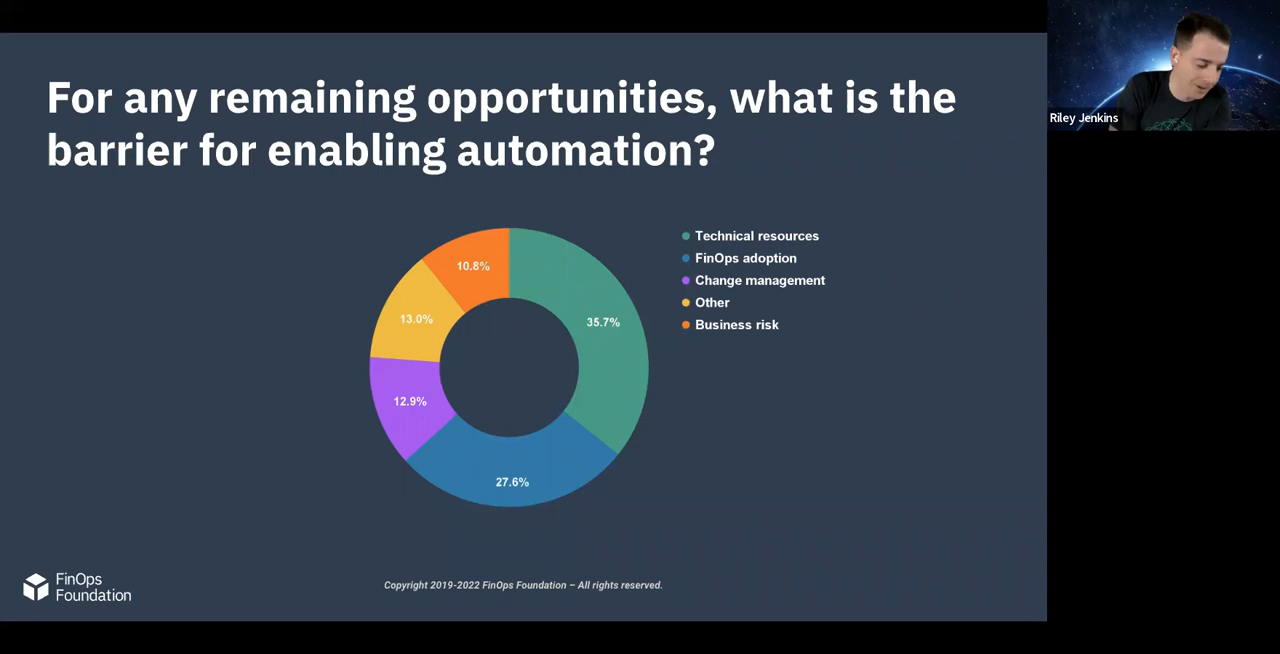 For any remaining opportunities, what is the
barrier for enabling automation?
Riley Jenkins
10.8%
35.7%
13.0%
12.9%
27.6%
Technical resources
FinOps adoption
Change management
Other
Business risk
FinOps
Foundation
Copyright 2019-2022 FinOps Foundation – All rights reserved.